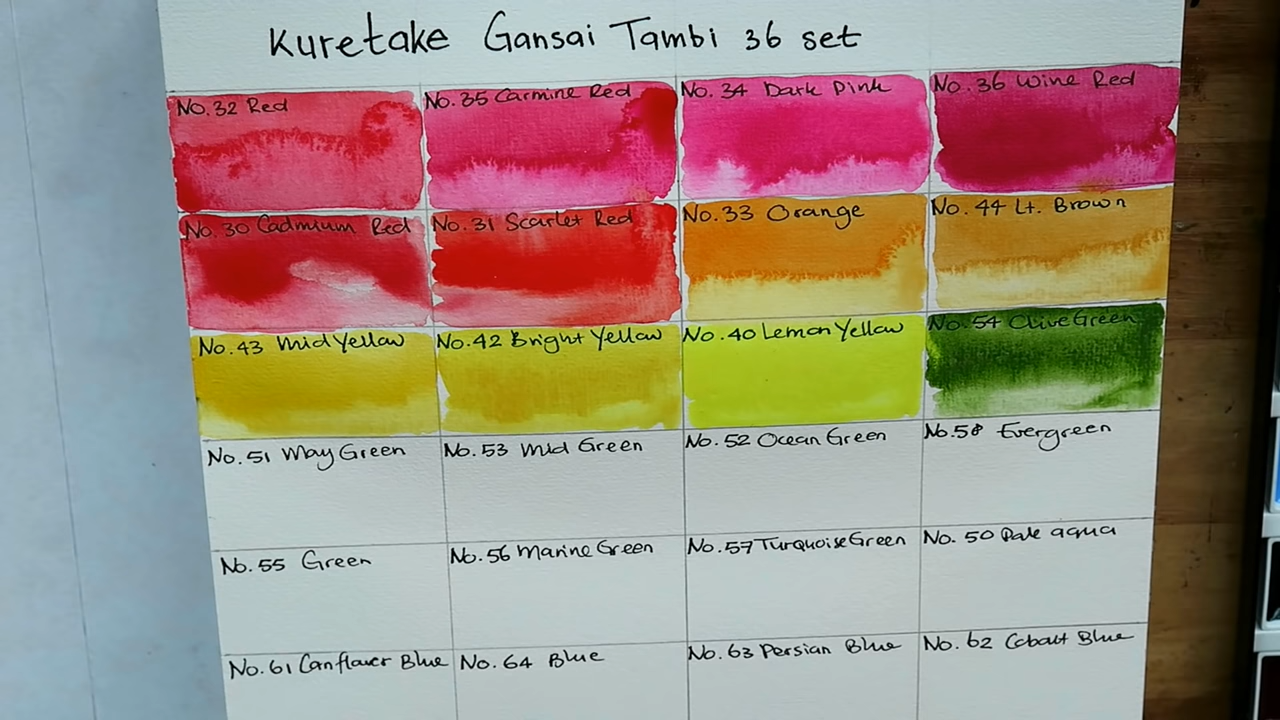 Kuretake Gansai Tambi 36 set
No. 32 Red
No. 35 Carmine Red
No. 34 Dark Pink
No. 36 Wine Red
No. 30 Cadmium Red
No. 31 Scarlet Red
No. 33 Orange
No. 44 Lt. Brown
No. 43 Mid Yellow
No. 42 Bright Yellow
No. 40 Lemon Yellow
No. 54 Olive Green
No. 51 May Green
No. 53 Mid Green
No. 52 Ocean Green
No. 58 Evergreen
No. 55 Green
No. 56 Marine Green
No. 57 Turquoise Green
No. 50 Pale aqua
No. 61 Cornflower Blue
No. 64 Blue
No. 63 Persian Blue
No. 62 Cobalt Blue